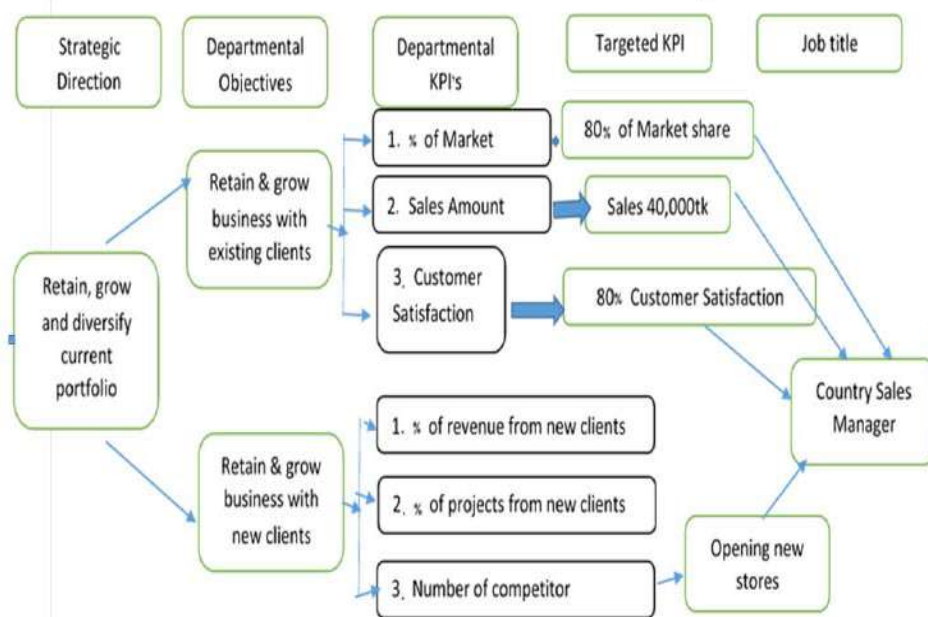 Strategic
Direction
Departmental
Objectives
Departmental
KPI's
Targeted KPI
Job title
Retain, grow
and diversify
current
portfolio
Retain & grow
business with
existing clients
1. % of Market
80% of Market share
2. Sales Amount
Sales 40,000tk
3. Customer
Satisfaction
80% Customer Satisfaction
Country Sales
Manager
Retain & grow
business with
new clients
1. % of revenue from new clients
2. % of projects from new clients
3. Number of competitor
Opening new
stores